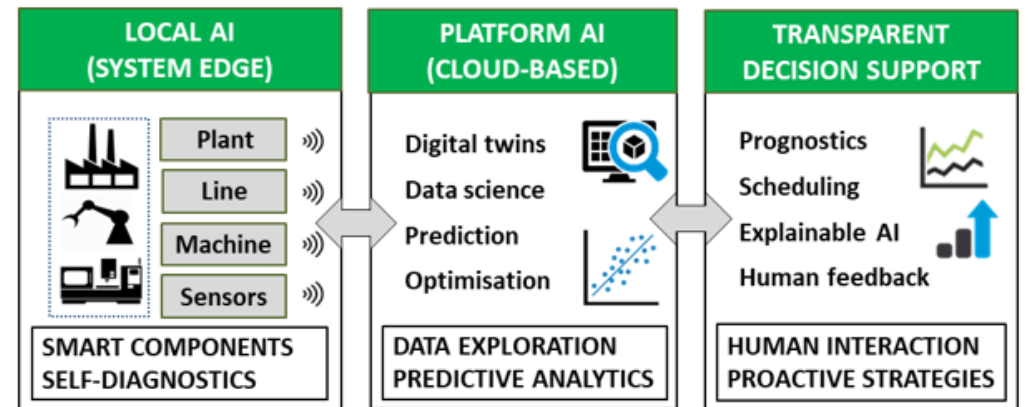 LOCAL AI
(SYSTEM EDGE)
Plant
Line
Machine
Sensors
SMART COMPONENTS
SELF-DIAGNOSTICS
PLATFORM AI
(CLOUD-BASED)
Digital twins
Data science
Prediction
Optimisation
DATA EXPLORATION
PREDICTIVE ANALYTICS
TRANSPARENT
DECISION SUPPORT
Prognostics
Scheduling
Explainable AI
Human feedback
HUMAN INTERACTION
PROACTIVE STRATEGIES